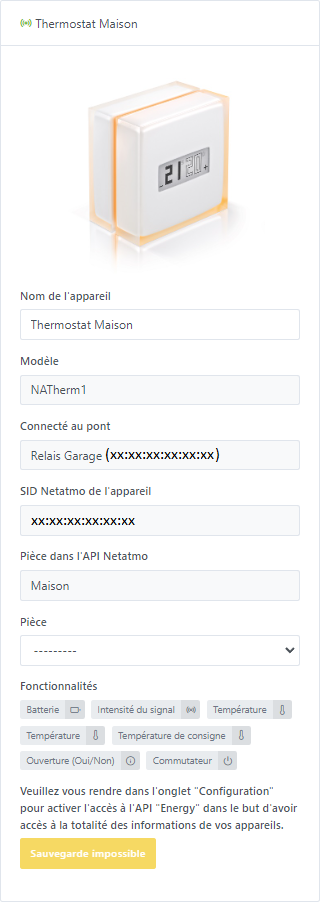 Thermostat Maison
21 20
Nom de l'appareil
Thermostat Maison
Modèle
NATherm1
Connecté au pont
Relais Garage (xx:xx:xx:xx:xx:xx)
SID Netatmo de l'appareil
xx:xx:xx:xx:xx:xx
Pièce dans l'API Netatmo
Maison
Pièce
---------
Fonctionnalités
Batterie Intensité du signal Température
Température Température de consigne
Ouverture (Oui/Non) Commutateur
Veuillez vous rendre dans l'onglet "Configuration"
pour activer l'accès à l'API "Energy" dans le but d'avoir
accès à la totalité des informations de vos appareils.
Sauvegarde impossible